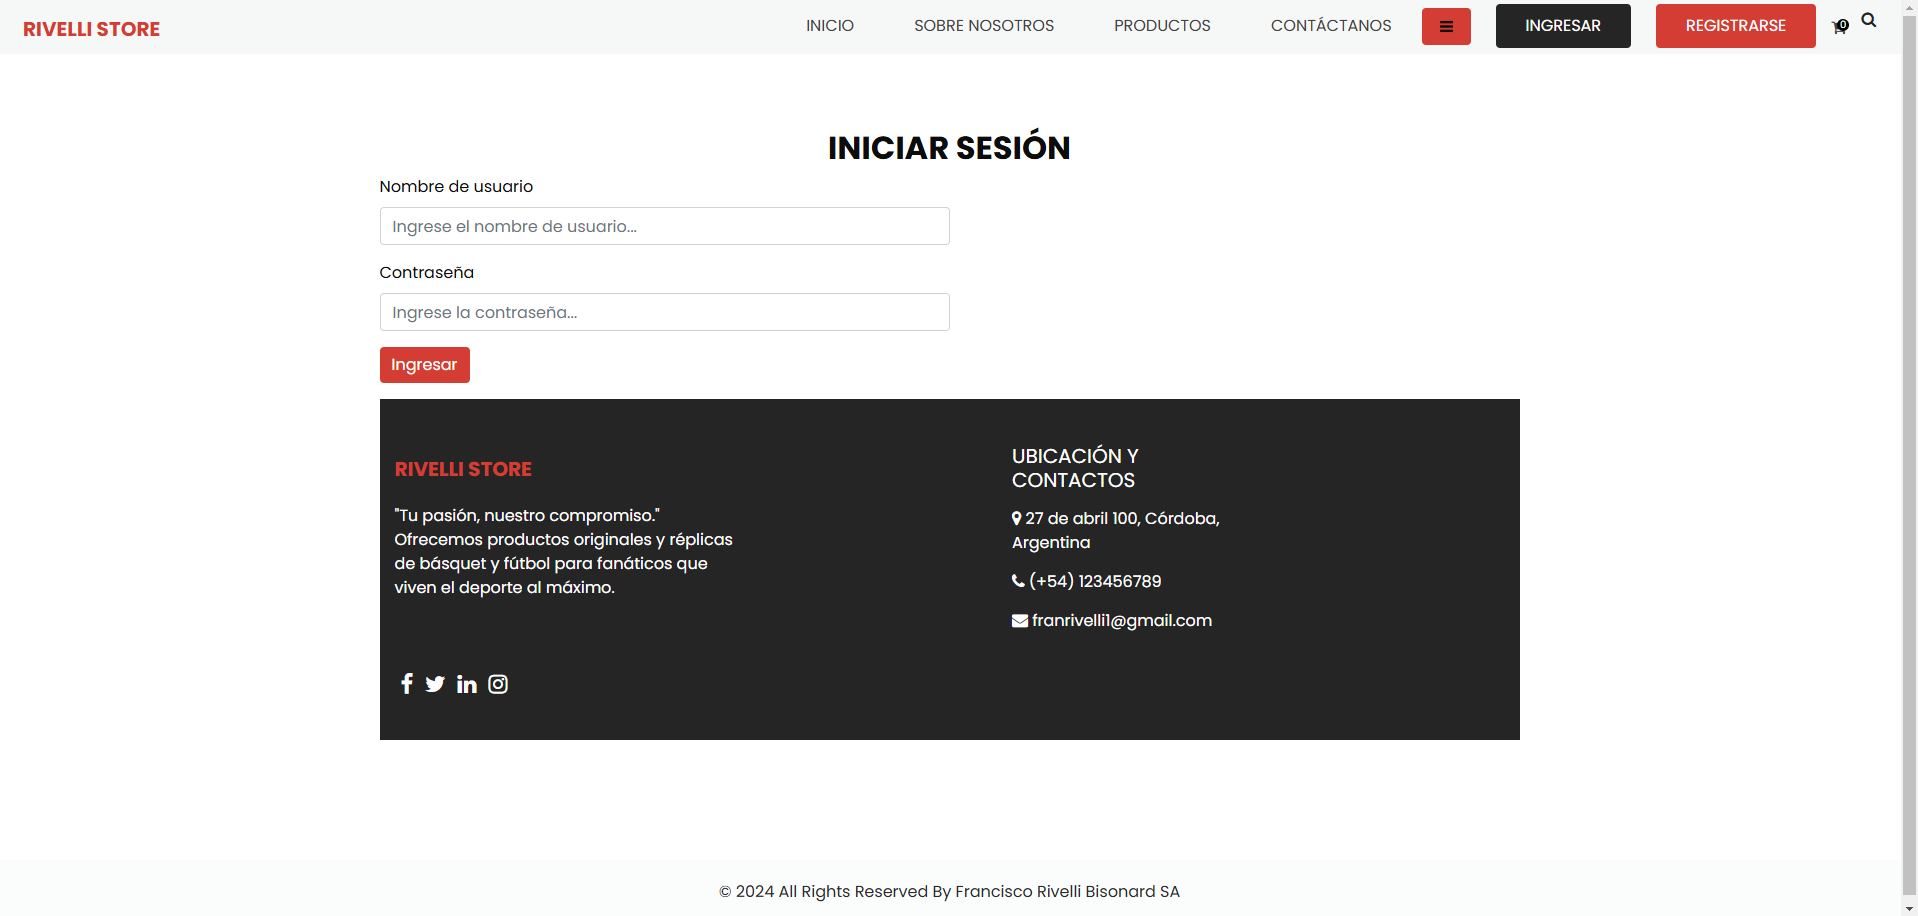 RIVELLI STORE
INICIO
SOBRE NOSOTROS
PRODUCTOS
CONTÁCTANOS
INGRESAR
REGISTRARSE
0
INICIAR SESIÓN
Nombre de usuario
Ingrese el nombre de usuario...
Contraseña
Ingrese la contraseña...
Ingresar
RIVELLI STORE
"Tu pasión, nuestro compromiso."
Ofrecemos productos originales y réplicas
de básquet y fútbol para fanáticos que
viven el deporte al máximo.
UBICACIÓN Y
CONTACTOS
27 de abril 100, Córdoba,
Argentina
(+54) 123456789
franrivelli1@gmail.com
© 2024 All Rights Reserved By Francisco Rivelli Bisonard SA